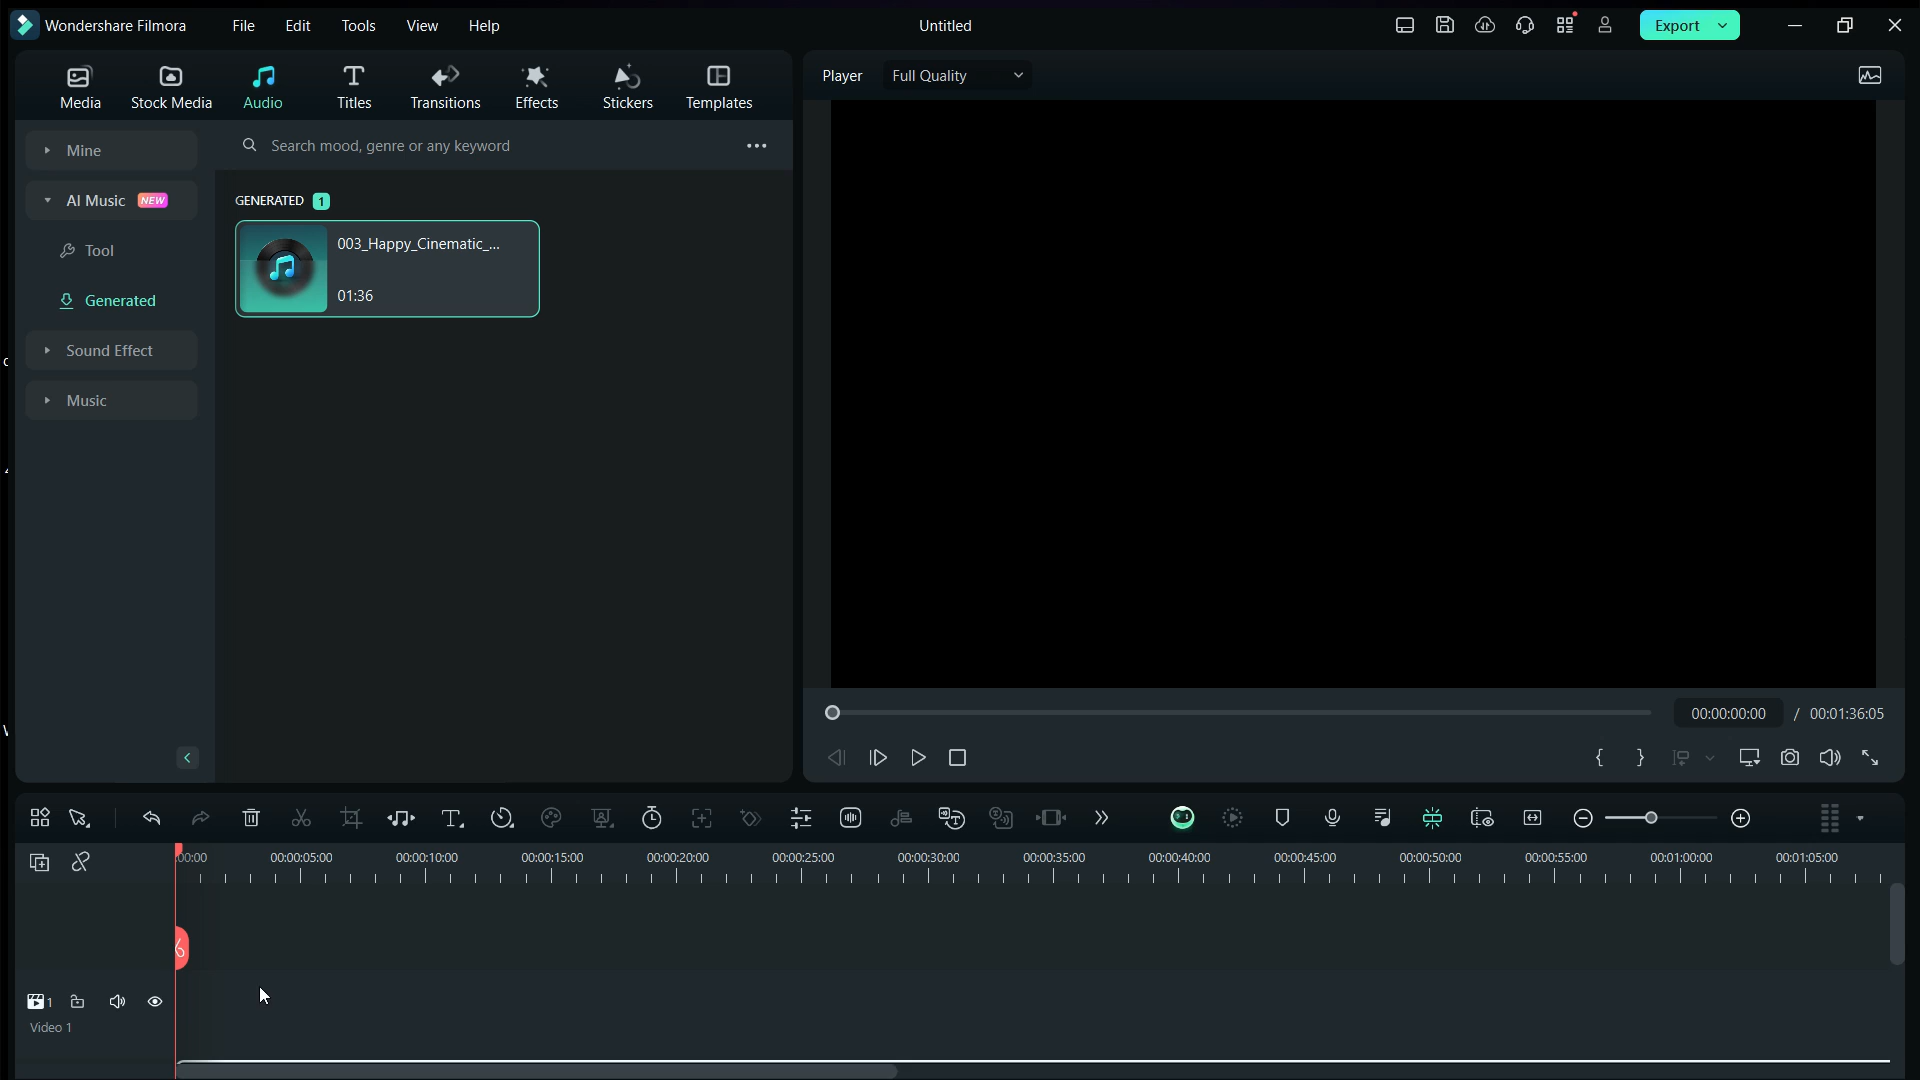 Wondershare Filmora File Edit Tools View Help Untitled Export
Media Stock Media Audio Titles Transitions Effects Stickers Templates
Player Full Quality
Mine
Search mood, genre or any keyword
AI Music NEW
GENERATED 1
Tool
003_Happy_Cinematic_...
01:36
Generated
Sound Effect
Music
00:00:00:00 / 00:01:36:05
:00:00 00:00:05:00 00:00:10:00 00:00:15:00 00:00:20:00 00:00:25:00 00:00:30:00 00:00:35:00 00:00:40:00 00:00:45:00 00:00:50:00 00:00:55:00 00:01:00:00 00:01:05:00
1
Video 1